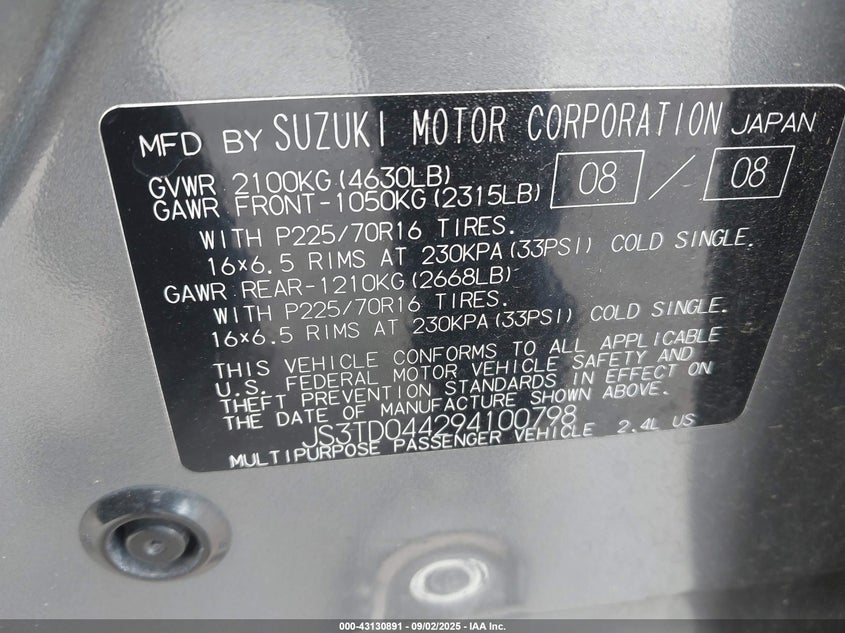 MFD BY SUZUKI MOTOR CORPORATION JAPAN
GVWR 2100KG (4630LB) 08 / 08
GAWR FRONT-1050KG (2315LB)
WITH P225/70R16 TIRES.
16×6.5 RIMS AT 230KPA (33PSI) COLD SINGLE.
GAWR REAR-1210KG (2668LB)
WITH P225/70R16 TIRES.
16×6.5 RIMS AT 230KPA (33PSI) COLD SINGLE.
THIS VEHICLE CONFORMS TO ALL APPLICABLE
U.S. FEDERAL MOTOR VEHICLE SAFETY AND
THEFT PREVENTION STANDARDS IN EFFECT ON
THE DATE OF MANUFACTURE SHOWN ABOVE.
JS3TD044294100798
MULTIPURPOSE PASSENGER VEHICLE 2.4L US
000-43130891 - 09/02/2025 - IAA Inc.